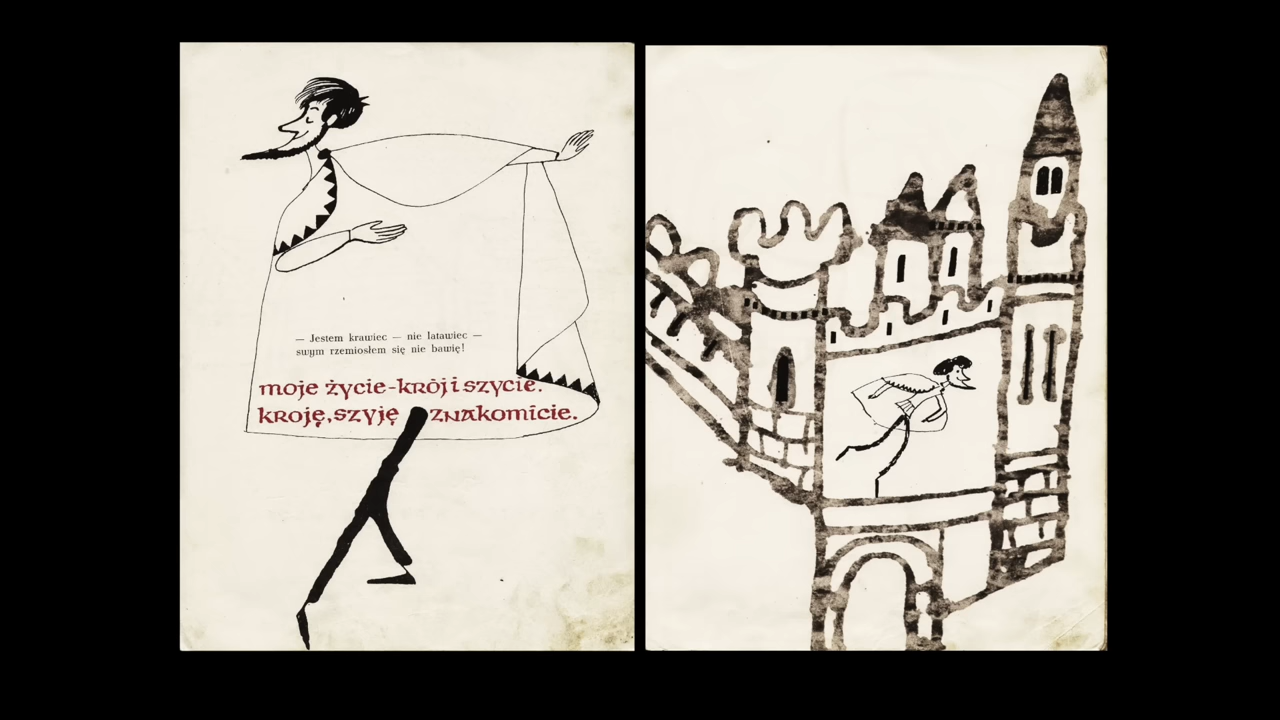 — Jestem krawiec — nie latawiec —
swym rzemiosłem się nie bawię!
moje życie-krój i szycie.
kroję, szyję znakomicie.